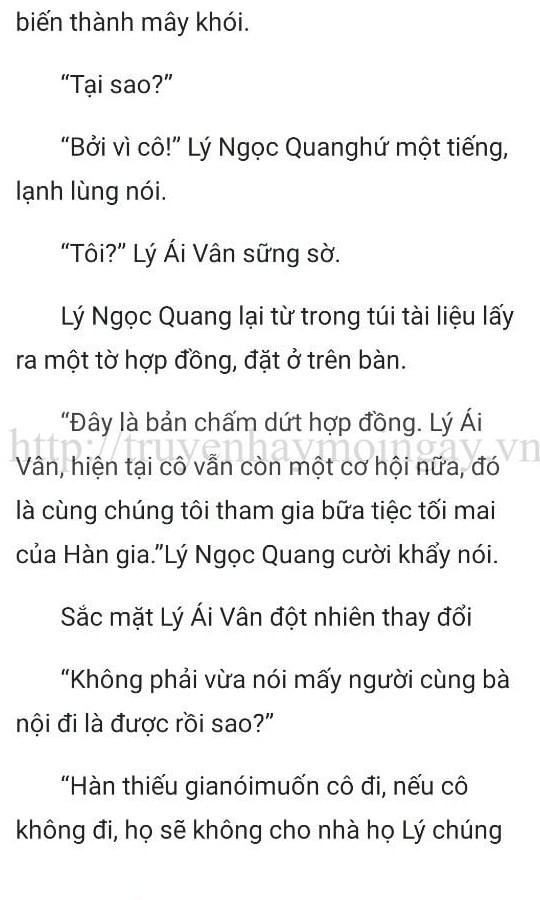 biến thành mây khói.
“Tại sao?”
“Bởi vì cô!” Lý Ngọc Quanghứ một tiếng,
lạnh lùng nói.
“Tôi?” Lý Ái Vân sững sờ.
Lý Ngọc Quang lại từ trong túi tài liệu lấy
ra một tờ hợp đồng, đặt ở trên bàn.
“Đây là bản chấm dứt hợp đồng. Lý Ái
http://truyenhaymoingay.vn
Vân, hiện tại cô vẫn còn một cơ hội nữa, đó
là cùng chúng tôi tham gia bữa tiệc tối mai
của Hàn gia.”Lý Ngọc Quang cười khẩy nói.
Sắc mặt Lý Ái Vân đột nhiên thay đổi
“Không phải vừa nói mấy người cùng bà
nội đi là được rồi sao?”
“Hàn thiếu gianóimuốn cô đi, nếu cô
không đi, họ sẽ không cho nhà họ Lý chúng